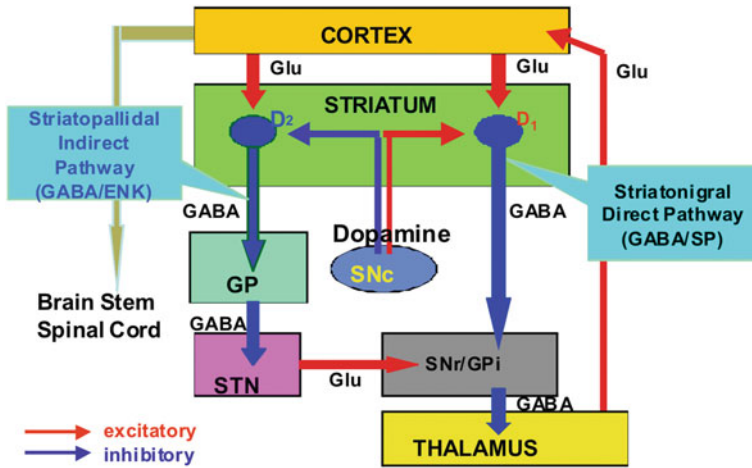 CORTEX
Glu
Glu
Glu
STRIATUM
D2
D1
Striatopallidal
Indirect
Pathway
(GABA/ENK)
Striatonigral
Direct Pathway
(GABA/SP)
GABA
GABA
Dopamine
SNc
GP
Brain Stem
Spinal Cord
GABA
STN
Glu
SNr/GPi
GABA
THALAMUS
excitatory
inhibitory